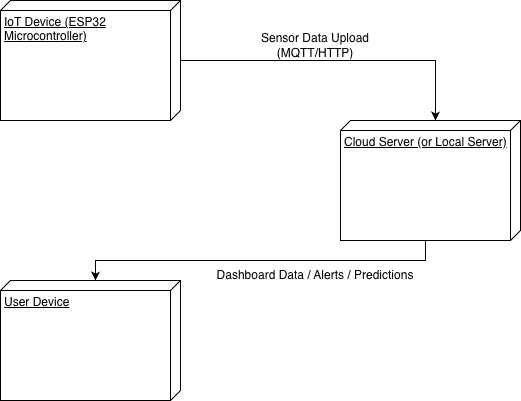 IoT Device (ESP32
Microcontroller)
Sensor Data Upload
(MQTT/HTTP)
Cloud Server (or Local Server)
Dashboard Data / Alerts / Predictions
User Device